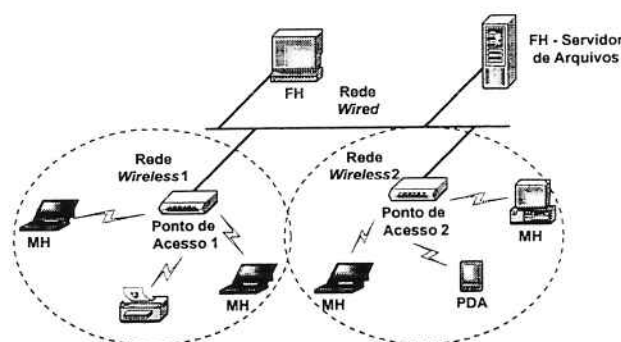 FH - Servidor
de Arquivos
FH
Rede
Wired
Rede
Wireless1
Rede
Wireless2
Ponto de
Acesso 1
Ponto de
Acesso 2
MH
MH
MH
MH
PDA